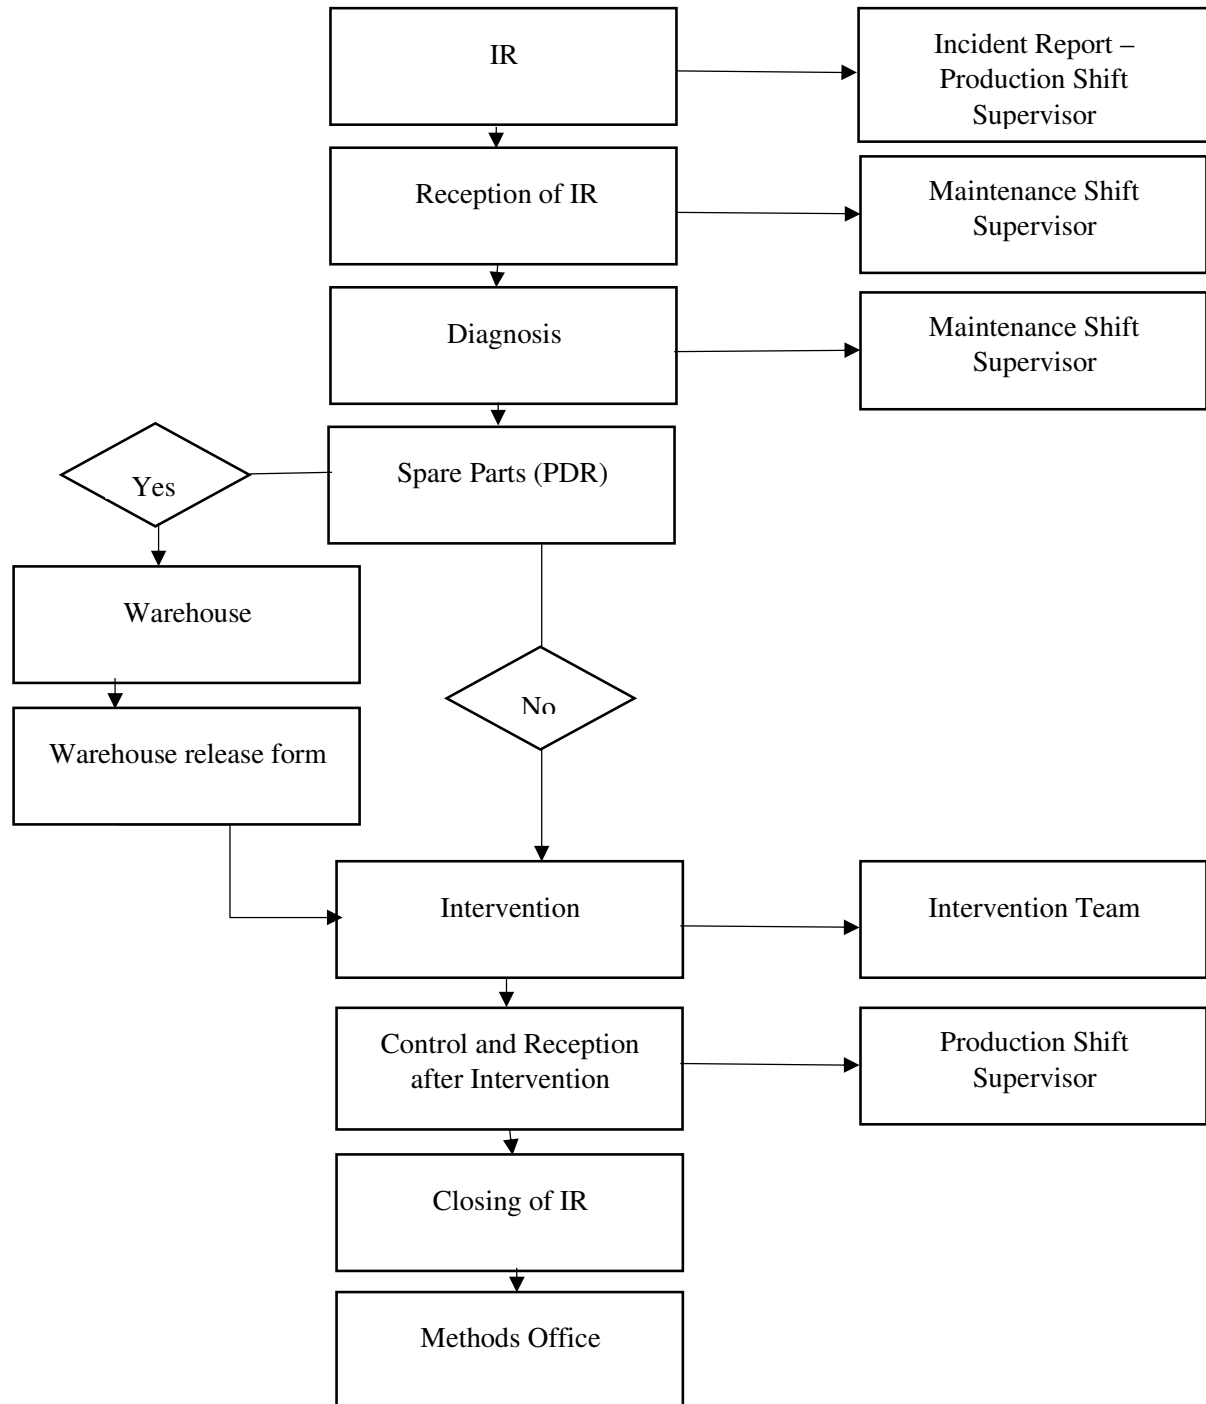 IR
Incident Report –
Production Shift
Supervisor
Reception of IR
Maintenance Shift
Supervisor
Diagnosis
Maintenance Shift
Supervisor
Spare Parts (PDR)
Yes
Warehouse
No
Warehouse release form
Intervention
Intervention Team
Control and Reception
after Intervention
Production Shift
Supervisor
Closing of IR
Methods Office